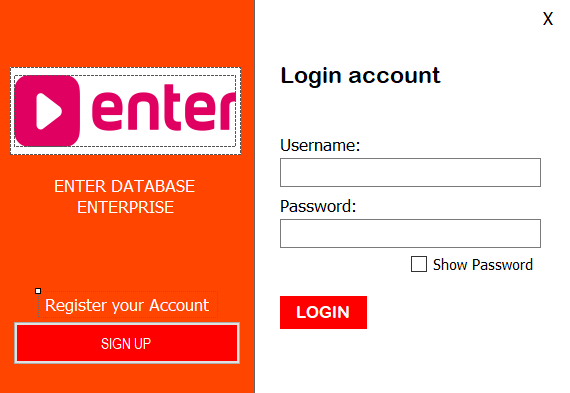 enter
ENTER DATABASE
ENTERPRISE
Register your Account
SIGN UP
X
Login account
Username:
Password:
Show Password
LOGIN